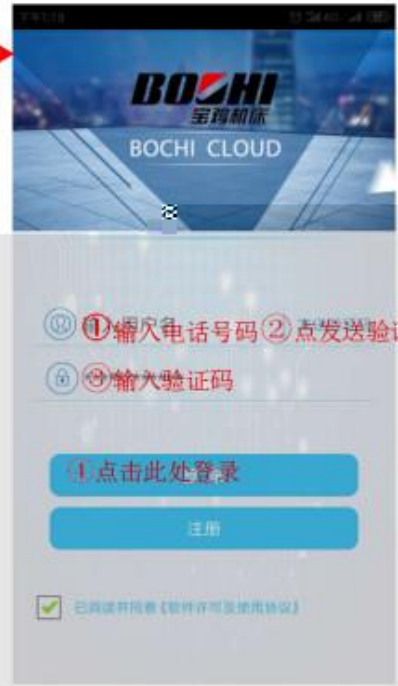 BOCHI
宝鸡机床
BOCHI CLOUD
①输入电话号码②点发送验证
③输入验证码
④点击此处登录
注册
已阅读并同意《软件许可及使用协议》